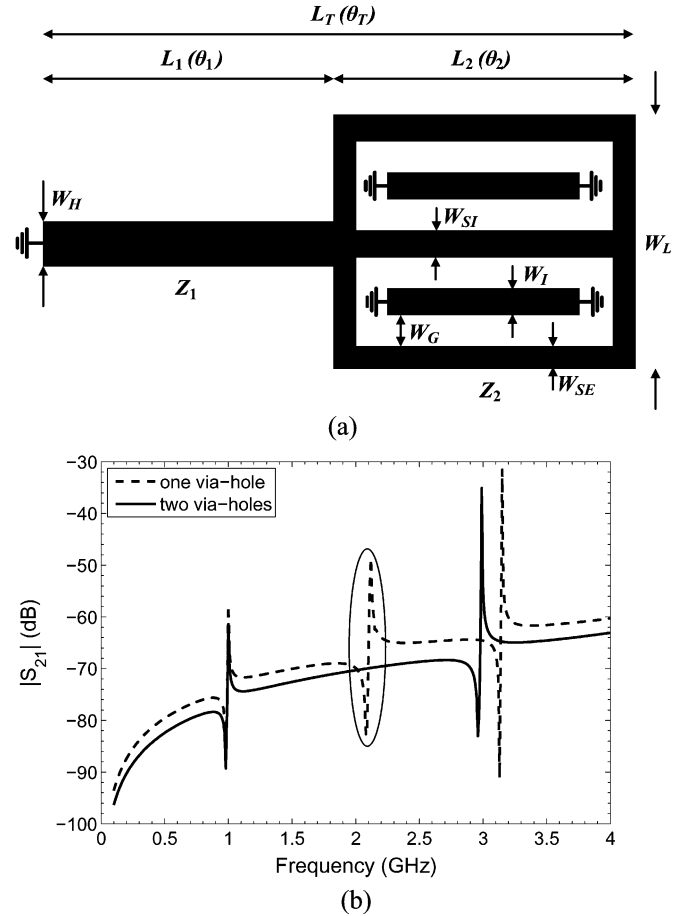 L_T (θ_T)
L_1 (θ_1) L_2 (θ_2)
W_H
W_SI
W_L
W_I
Z_1
W_G
W_SE
Z_2
(a)
−30
one via−hole
two via−holes
−40
−50
−60
|S_21| (dB)
−70
−80
−90
−100
0 0.5 1 1.5 2 2.5 3 3.5 4
Frequency (GHz)
(b)